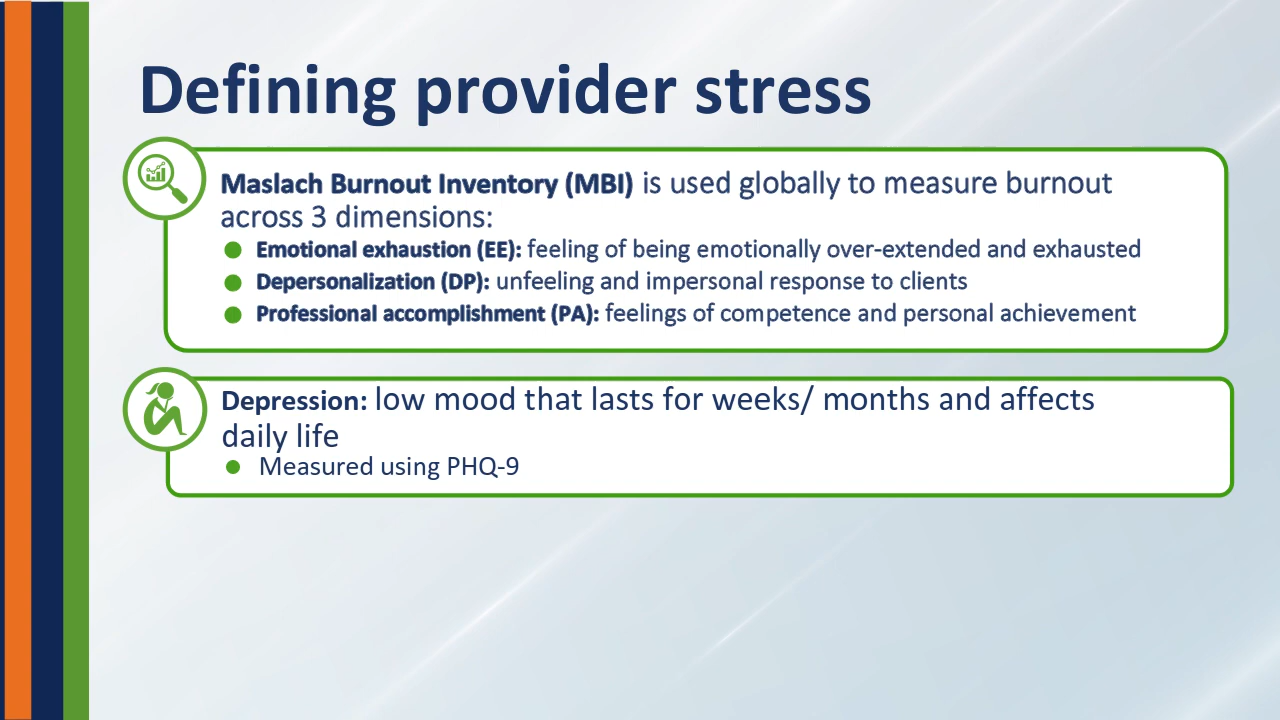 Defining provider stress
Maslach Burnout Inventory (MBI) is used globally to measure burnout
across 3 dimensions:
Emotional exhaustion (EE): feeling of being emotionally over-extended and exhausted
Depersonalization (DP): unfeeling and impersonal response to clients
Professional accomplishment (PA): feelings of competence and personal achievement
Depression: low mood that lasts for weeks/ months and affects
daily life
Measured using PHQ-9